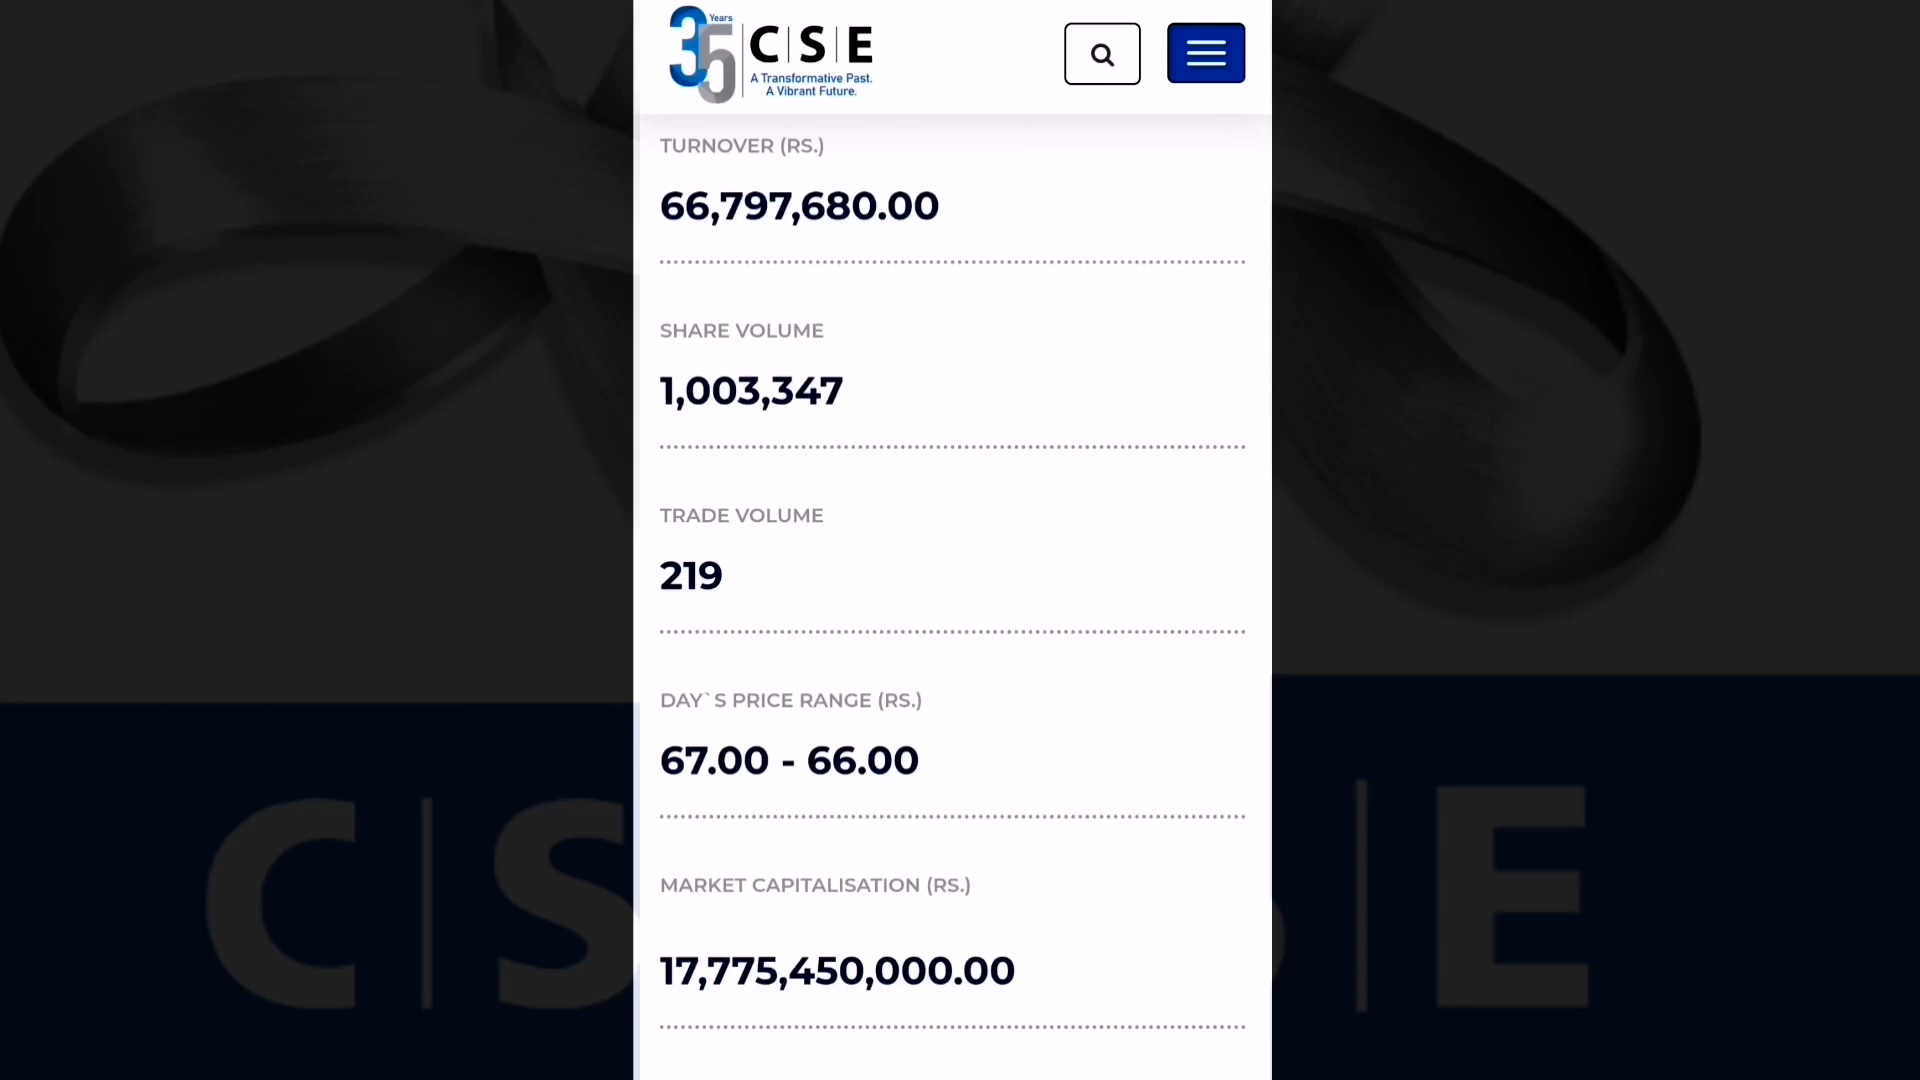 35 Years
C|S|E
A Transformative Past.
A Vibrant Future.
TURNOVER (RS.)
66,797,680.00
SHARE VOLUME
1,003,347
TRADE VOLUME
219
DAY`S PRICE RANGE (RS.)
67.00 - 66.00
MARKET CAPITALISATION (RS.)
17,775,450,000.00
C|S E